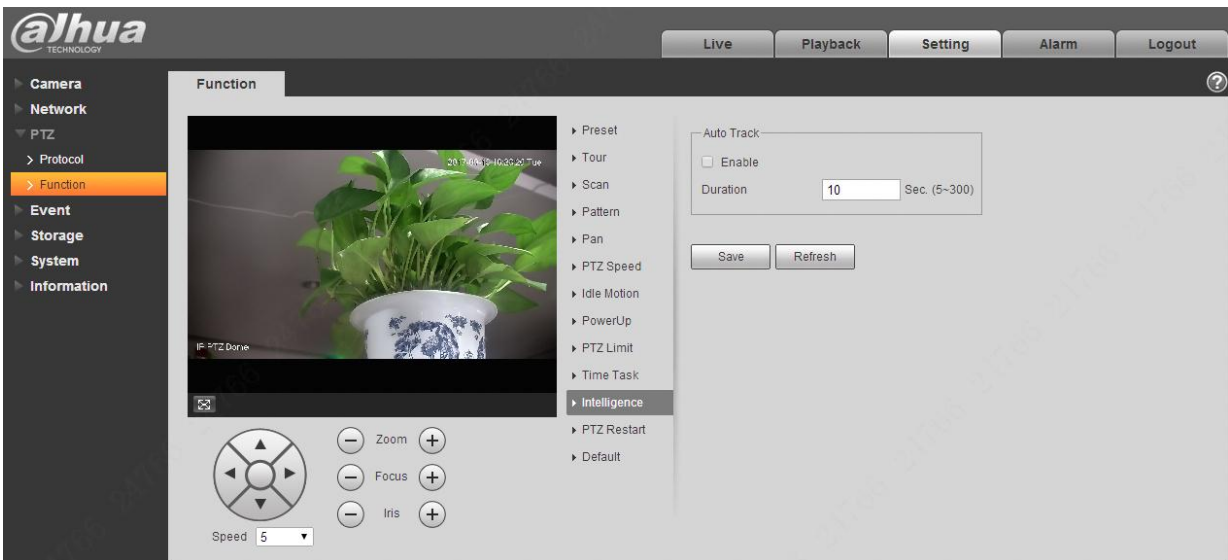 alhua
TECHNOLOGY
Live Playback Setting Alarm Logout
Camera
Network
PTZ
Protocol
Function
Event
Storage
System
Information
Function
IP PTZ Dome
Zoom
Focus
Iris
Speed 5
Preset
Tour
Scan
Pattern
Pan
PTZ Speed
Idle Motion
PowerUp
PTZ Limit
Time Task
Intelligence
PTZ Restart
Default
Auto Track
Enable
Duration 10 Sec. (5~300)
Save Refresh